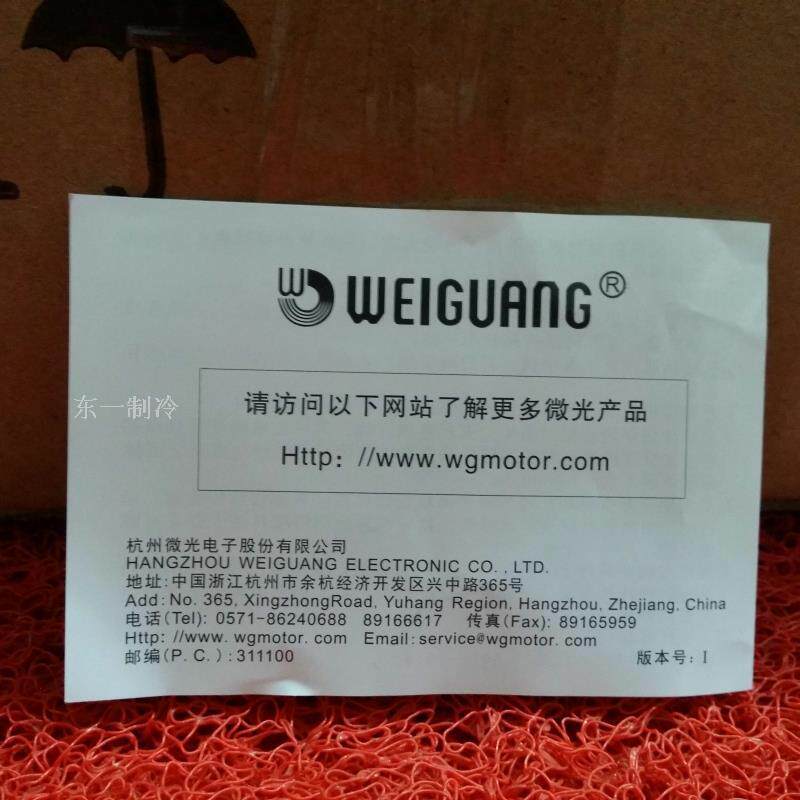 WEIGUANG®
请访问以下网站了解更多微光产品
Http: //www.wgmotor.com
东一制冷
杭州微光电子股份有限公司
HANGZHOU WEIGUANG ELECTRONIC CO.,LTD.
地址:中国浙江杭州市余杭经济开发区兴中路365号
Add: No. 365, XingzhongRoad, Yuhang Region, Hangzhou, Zhejiang, China
电话(Tel): 0571-86240688 89166617 传真(Fax): 89165959
Http: //www. wgmotor. com Email:service@wgmotor. com
邮编(P.C.):311100 版本号: I